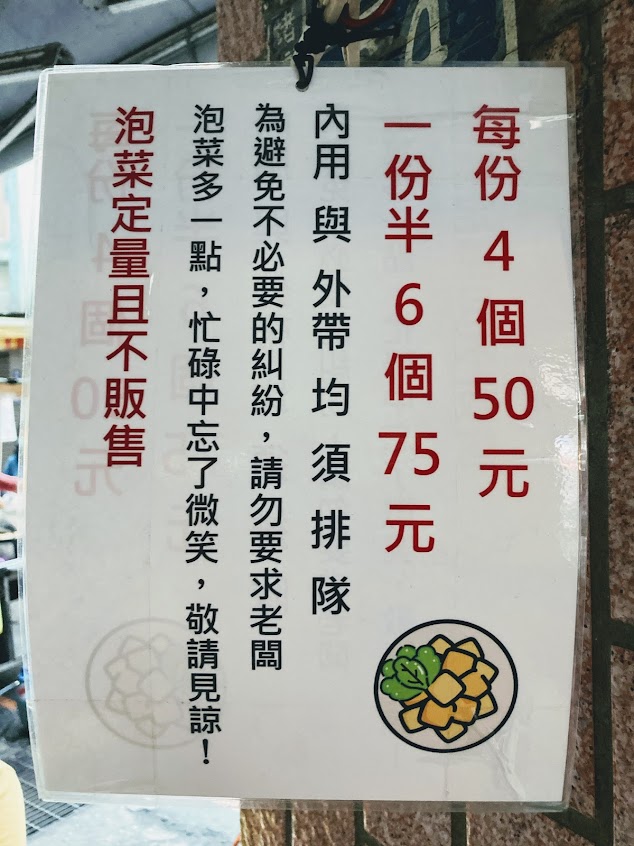 每份 4 個 50 元
一份半 6 個 75 元
內用 與 外帶 均 須 排 隊
為避免不必要的糾紛，請勿要求老闆
泡菜多一點，忙碌中忘了微笑，敬請見諒！
泡菜定量且不販售